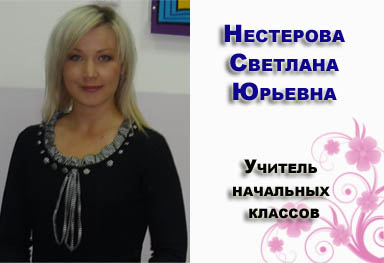 Нестерова
Светлана
Юрьевна
Учитель
начальных
классов